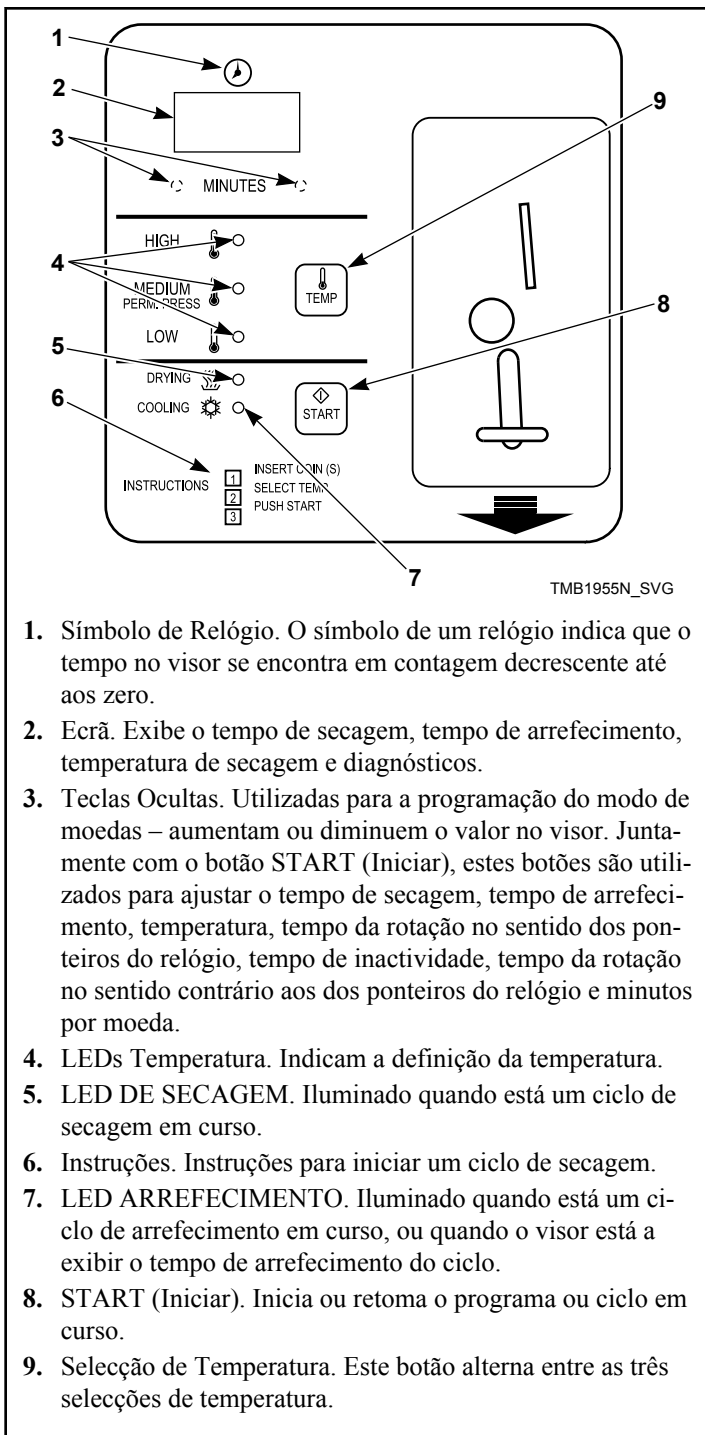 1
2
3
9
MINUTES
HIGH
4
MEDIUM
PERM. PRESS
TEMP
8
LOW
5
DRYING
6
COOLING
START
INSTRUCTIONS
1 INSERT COIN (S)
2 SELECT TEMP
3 PUSH START
7
TMB1955N_SVG
1. Símbolo de Relógio. O símbolo de um relógio indica que o
tempo no visor se encontra em contagem decrescente até
aos zero.
2. Ecrã. Exibe o tempo de secagem, tempo de arrefecimento,
temperatura de secagem e diagnósticos.
3. Teclas Ocultas. Utilizadas para a programação do modo de
moedas – aumentam ou diminuem o valor no visor. Junta-
mente com o botão START (Iniciar), estes botões são utili-
zados para ajustar o tempo de secagem, tempo de arrefeci-
mento, temperatura, tempo da rotação no sentido dos pon-
teiros do relógio, tempo de inactividade, tempo da rotação
no sentido contrário aos dos ponteiros do relógio e minutos
por moeda.
4. LEDs Temperatura. Indicam a definição da temperatura.
5. LED DE SECAGEM. Iluminado quando está um ciclo de
secagem em curso.
6. Instruções. Instruções para iniciar um ciclo de secagem.
7. LED ARREFECIMENTO. Iluminado quando está um ci-
clo de arrefecimento em curso, ou quando o visor está a
exibir o tempo de arrefecimento do ciclo.
8. START (Iniciar). Inicia ou retoma o programa ou ciclo em
curso.
9. Selecção de Temperatura. Este botão alterna entre as três
selecções de temperatura.